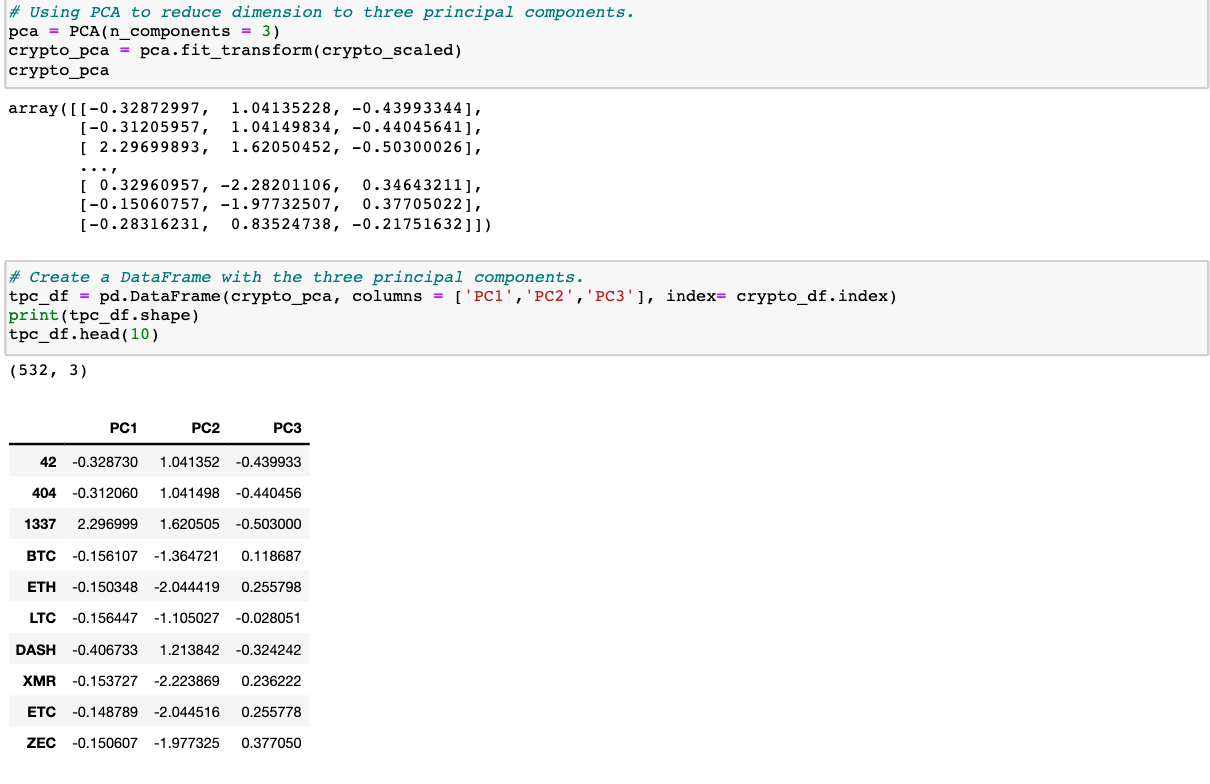 # Using PCA to reduce dimension to three principal components.
pca = PCA(n_components = 3)
crypto_pca = pca.fit_transform(crypto_scaled)
crypto_pca
array([[-0.32872997,  1.04135228, -0.43993344],
       [-0.31205957,  1.04149834, -0.44045641],
       [ 2.29699893,  1.62050452, -0.50300026],
       ...,
       [ 0.32960957, -2.28201106,  0.34643211],
       [-0.15060757, -1.97732507,  0.37705022],
       [-0.28316231,  0.83524738, -0.21751632]])
# Create a DataFrame with the three principal components.
tpc_df = pd.DataFrame(crypto_pca, columns = ['PC1','PC2','PC3'], index= crypto_df.index)
print(tpc_df.shape)
tpc_df.head(10)
(532, 3)
PC1 PC2 PC3
42 -0.328730 1.041352 -0.439933
404 -0.312060 1.041498 -0.440456
1337 2.296999 1.620505 -0.503000
BTC -0.156107 -1.364721 0.118687
ETH -0.150348 -2.044419 0.255798
LTC -0.156447 -1.105027 -0.028051
DASH -0.406733 1.213842 -0.324242
XMR -0.153727 -2.223869 0.236222
ETC -0.148789 -2.044516 0.255778
ZEC -0.150607 -1.977325 0.377050